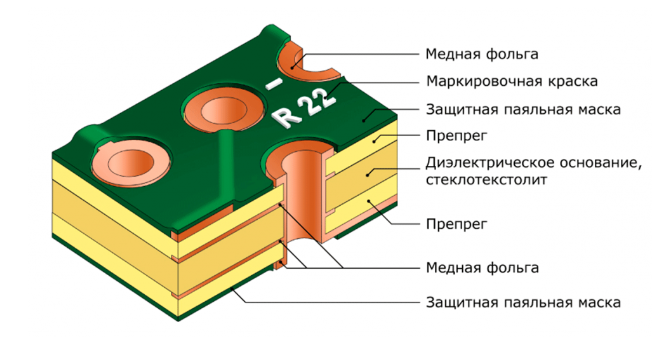 Медная фольга
Маркировочная краска
Защитная паяльная маска
Препрег
Диэлектрическое основание,
стеклотекстолит
Препрег
Медная фольга
Защитная паяльная маска
R 22